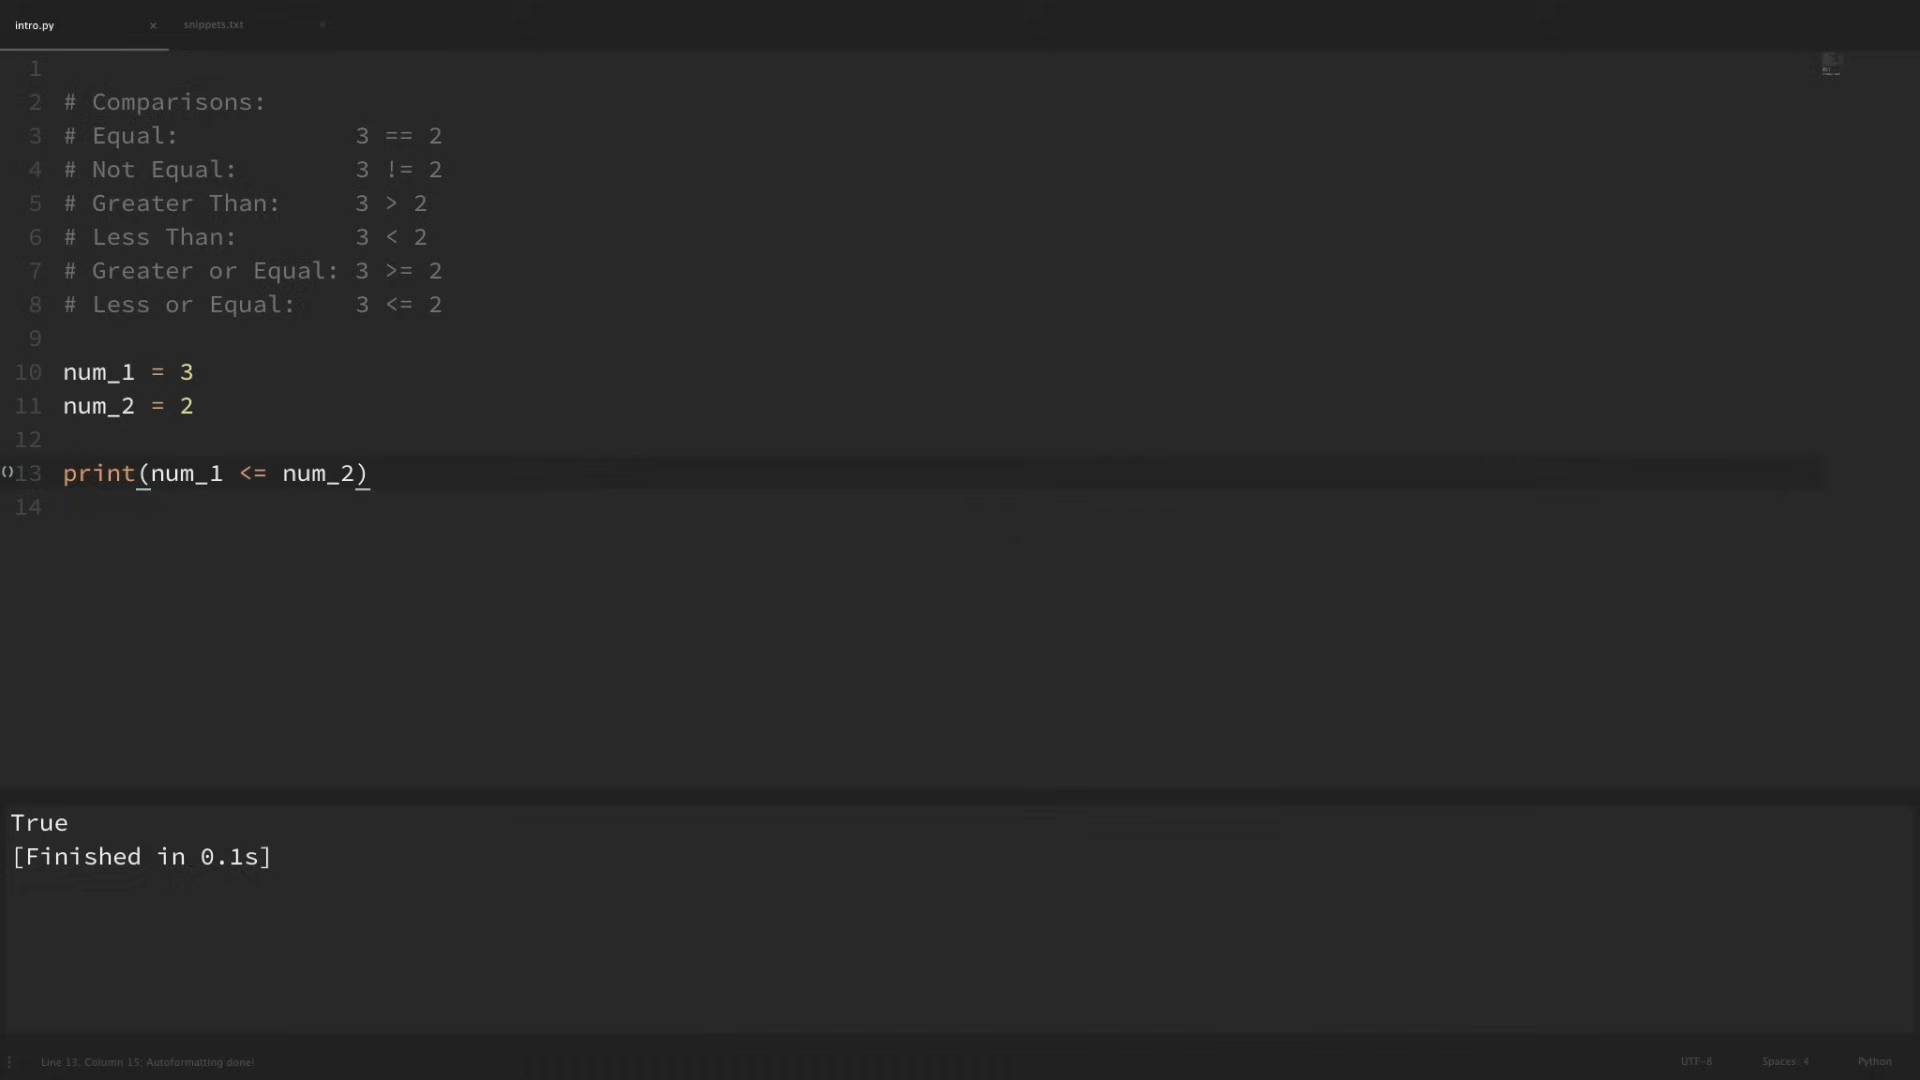 intro.py × snippets.txt
1
2 # Comparisons:
3 # Equal:            3 == 2
4 # Not Equal:        3 != 2
5 # Greater Than:     3 > 2
6 # Less Than:        3 < 2
7 # Greater or Equal: 3 >= 2
8 # Less or Equal:    3 <= 2
9
10 num_1 = 3
11 num_2 = 2
12
()13 print(num_1 <= num_2)
14
True
[Finished in 0.1s]
Line 13, Column 15; Autoformatting done! UTF-8 Spaces: 4 Python